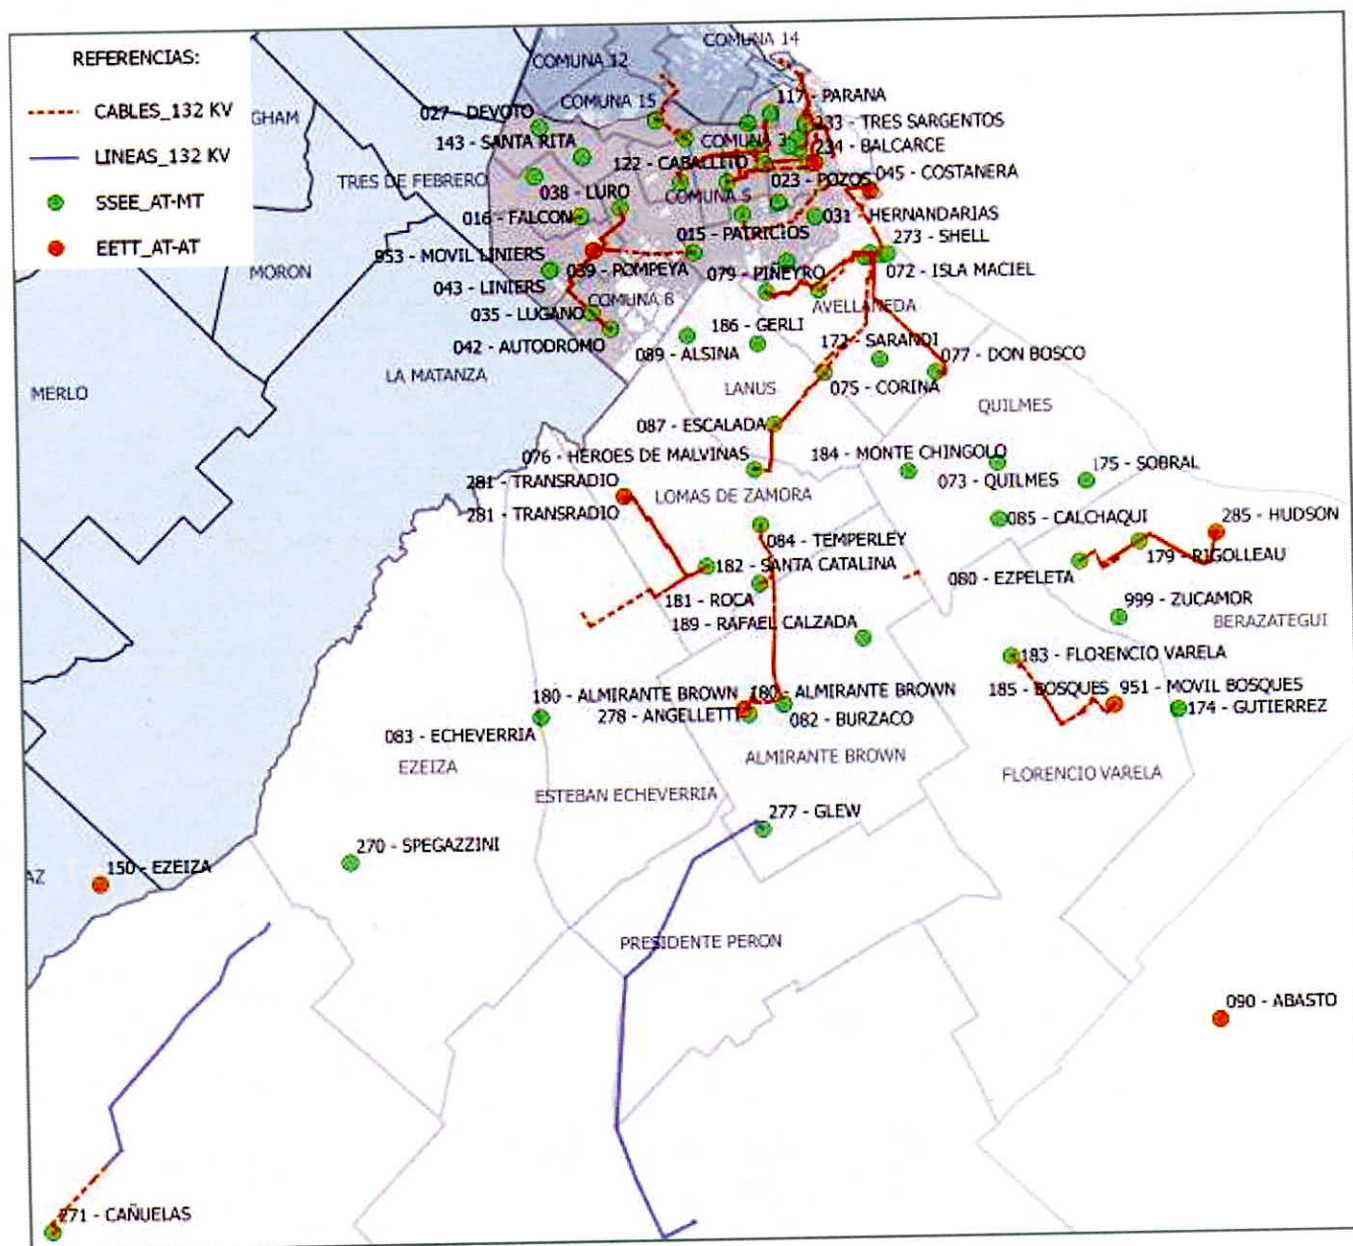 REFERENCIAS:
CABLES_132 KV
LINEAS_132 KV
SSEE_AT-MT
EETT_AT-AT
COMUNA 14
COMUNA 12
COMUNA 15
117 - PARANA
027 - DEVOTO
GHAM
233 - TRES SARGENTOS
143 - SANTA RITA
COMUNA 3
234 - BALCARCE
122 - CABALLITO
TRES DE FEBRERO
023 - POZOS
045 - COSTANERA
038 - LURO
COMUNA 5
016 - FALCON
031 - HERNANDARIAS
015 - PATRICIOS
273 - SHELL
953 - MOVIL LINIERS
MORON
039 - POMPEYA
079 - PIÑEYRO
072 - ISLA MACIEL
043 - LINIERS
COMUNA 8
AVELLANEDA
035 - LUGANO
186 - GERLI
172 - SARANDI
042 - AUTODROMO
089 - ALSINA
077 - DON BOSCO
LA MATANZA
LANUS
075 - CORINA
MERLO
QUILMES
087 - ESCALADA
076 - HEROES DE MALVINAS
184 - MONTE CHINGOLO
175 - SOBRAL
281 - TRANSRADIO
073 - QUILMES
LOMAS DE ZAMORA
281 - TRANSRADIO
085 - CALCHAQUI
285 - HUDSON
084 - TEMPERLEY
179 - RIGOLLEAU
182 - SANTA CATALINA
080 - EZPELETA
181 - ROCA
999 - ZUCAMOR
189 - RAFAEL CALZADA
BERAZATEGUI
183 - FLORENCIO VARELA
180 - ALMIRANTE BROWN
180 - ALMIRANTE BROWN
185 - BOSQUES
951 - MOVIL BOSQUES
278 - ANGELLETTI
082 - BURZACO
174 - GUTIERREZ
083 - ECHEVERRIA
EZEIZA
ALMIRANTE BROWN
FLORENCIO VARELA
ESTEBAN ECHEVERRIA
277 - GLEW
270 - SPEGAZZINI
150 - EZEIZA
AZ
PRESIDENTE PERON
090 - ABASTO
271 - CAÑUELAS